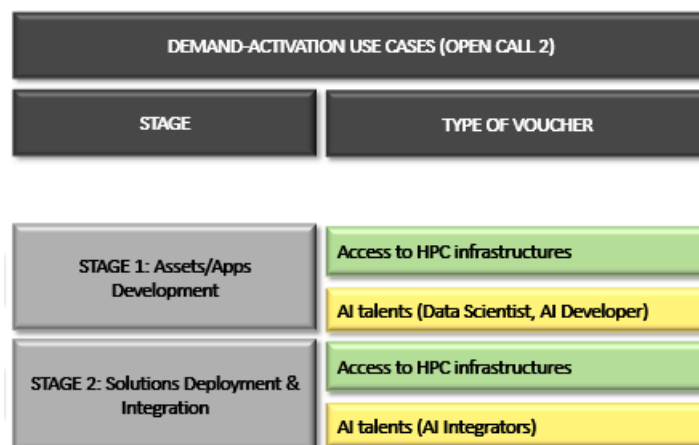 DEMAND-ACTIVATION USE CASES (OPEN CALL 2)
STAGE
TYPE OF VOUCHER
STAGE 1: Assets/Apps
Development
Access to HPC infrastructures
AI talents (Data Scientist, AI Developer)
STAGE 2: Solutions Deployment &
Integration
Access to HPC infrastructures
AI talents (AI Integrators)